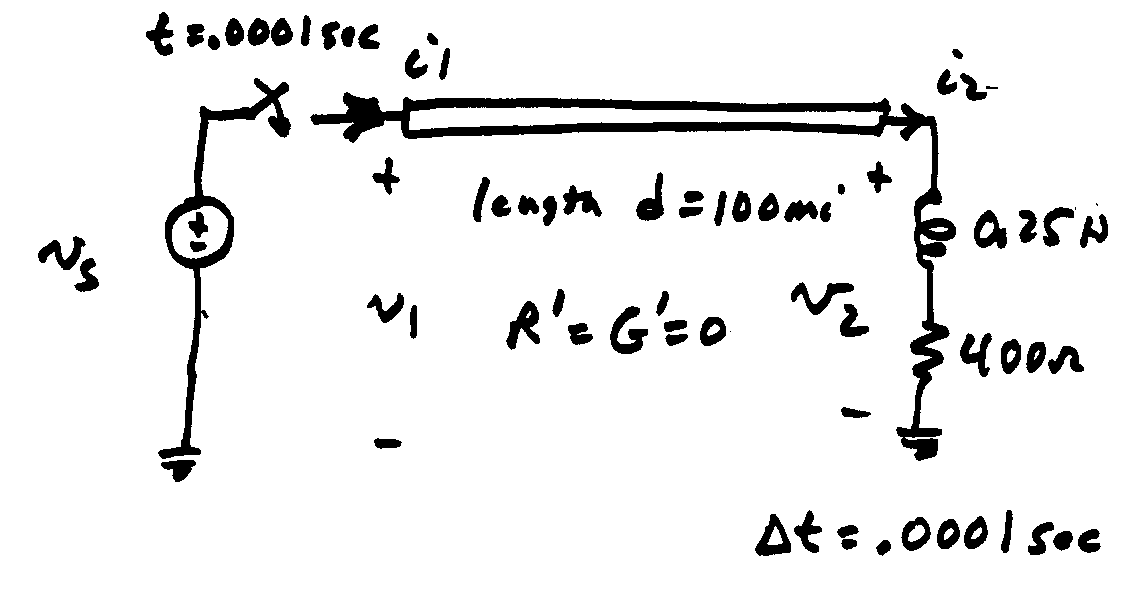 t=.0001sec
i1
i2
+
+
length d=100mi
0.25H
vs
v1
R'=G'=0
v2
400Ω
-
-
Δt=.0001sec